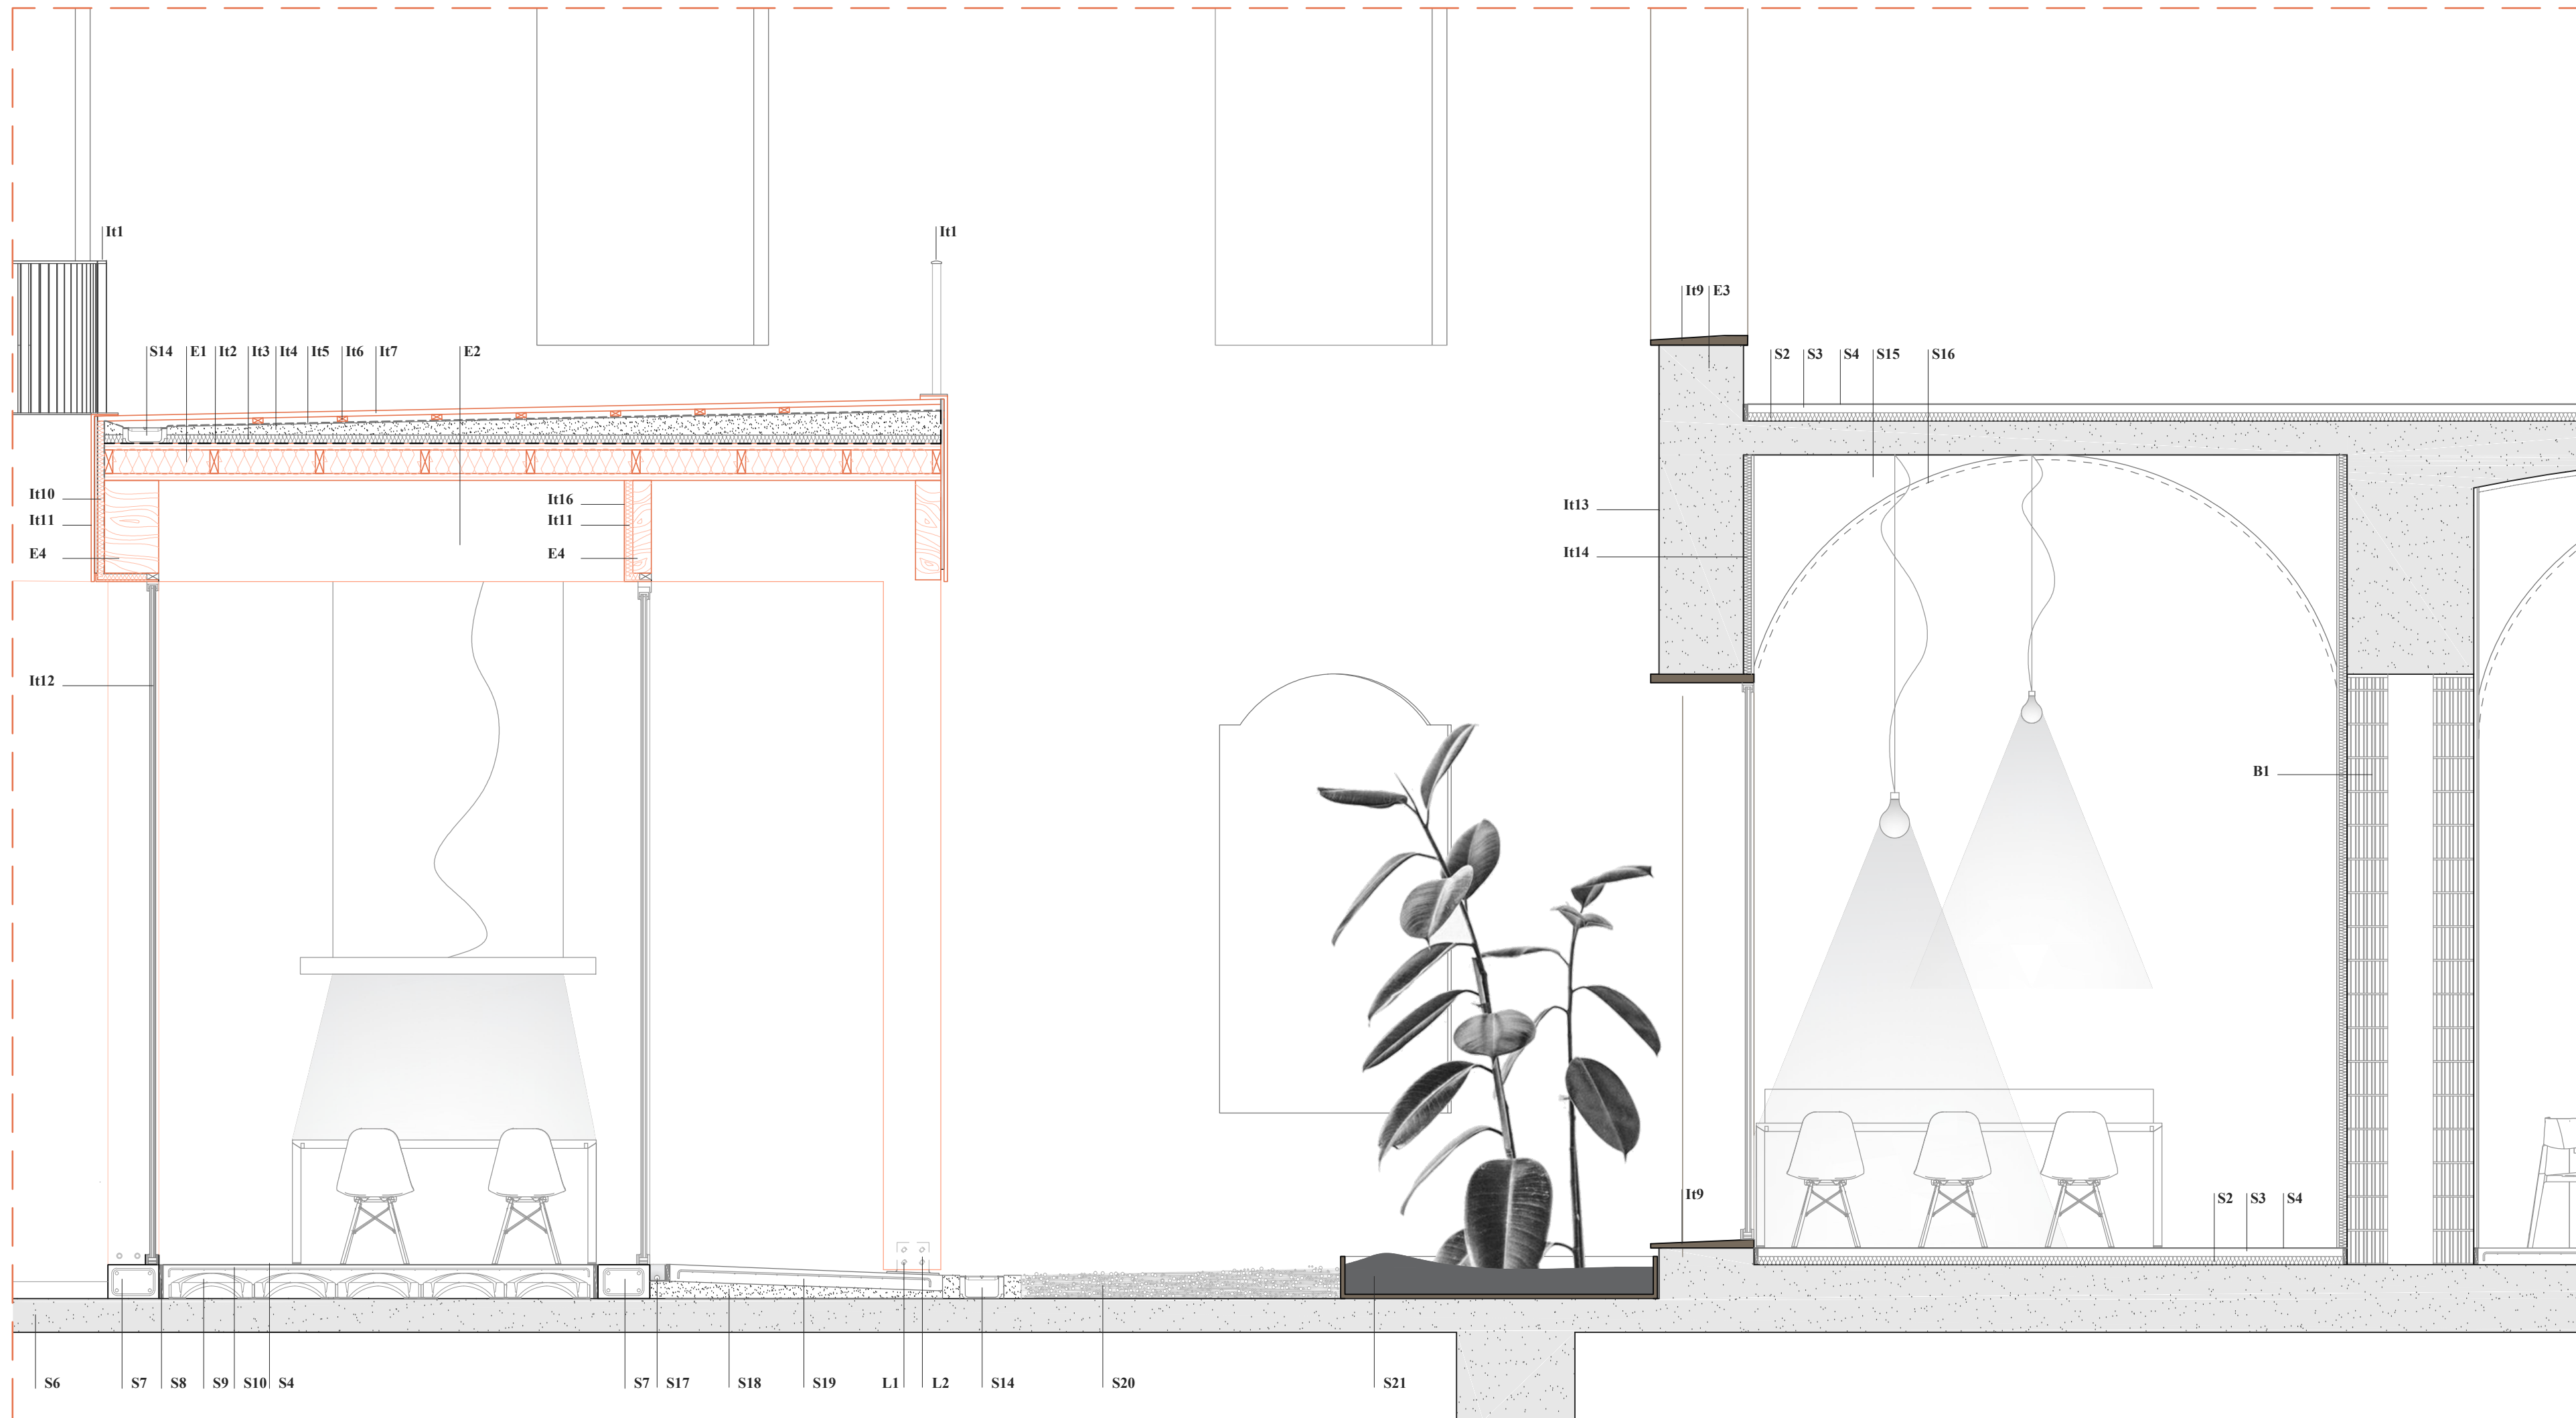 It1
It1
It9 E3
S14 E1 It2 It3 It4 It5 It6 It7 E2
S2 S3 S4 S15 S16
It10
It16
It13
It11
It11
E4
E4
It14
It12
B1
It9
S2 S3 S4
S6 S7 S8 S9 S10 S4 S7 S17 S18 S19 L1 L2 S14 S20 S21